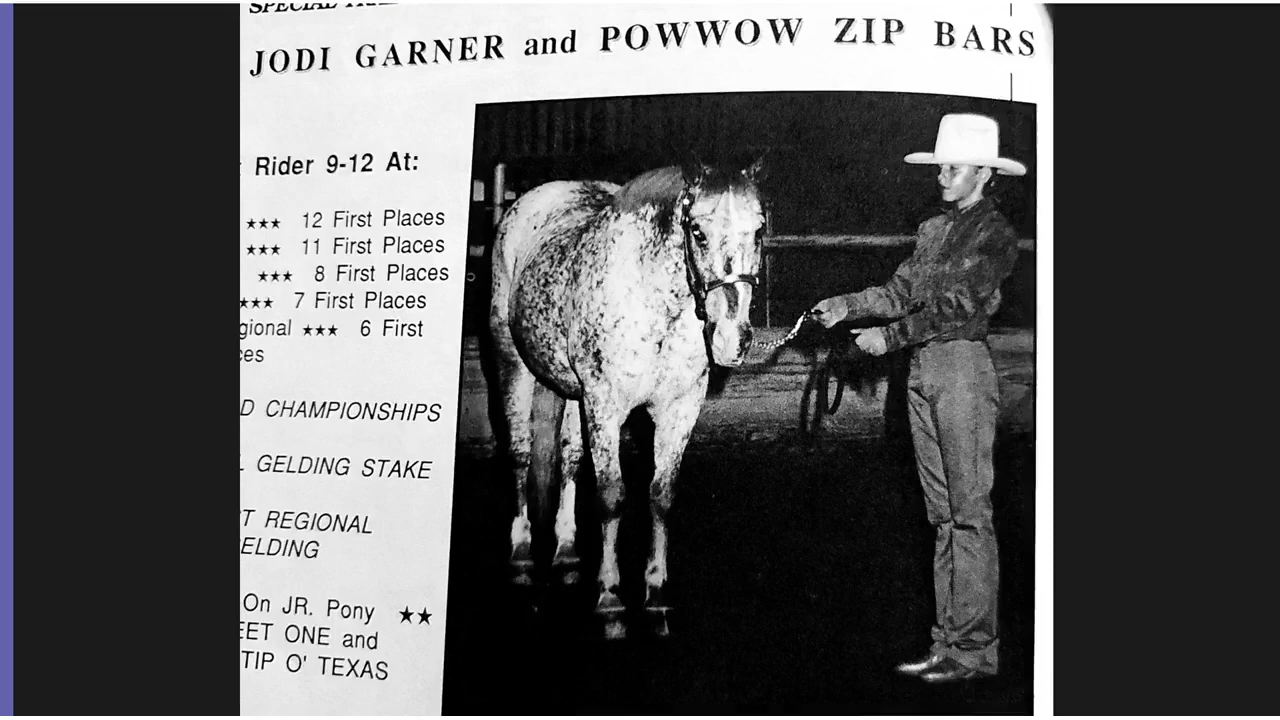 SPECIAL
JODI GARNER and POWWOW ZIP BARS
Rider 9-12 At:
★★★ 12 First Places
★★★ 11 First Places
★★★ 8 First Places
★★★ 7 First Places
gional ★★★ 6 First
ces
D CHAMPIONSHIPS
L GELDING STAKE
T REGIONAL
ELDING
On JR. Pony ★★
EET ONE and
TIP O' TEXAS